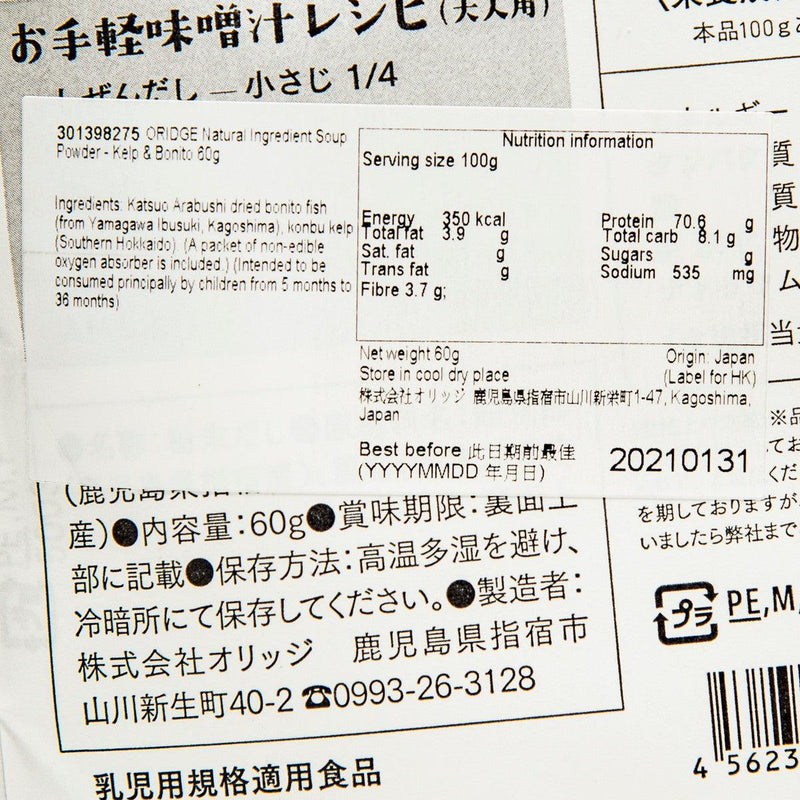 お手軽味噌汁レシピ(大人用)
本品100g
小さじ 1/4
301398275 ORIDGE Natural Ingredient Soup
Powder - Kelp & Bonito 60g
Ingredients: Katsuo Arabushi dried bonito fish
(from Yamagawa Ibusuki, Kagoshima), konbu kelp
(Southern Hokkaido). (A packet of non-edible
oxygen absorber is included.) (Intended to be
consumed principally by children from 5 months to
36 months)
Nutrition information
Serving size 100g
Energy 350 kcal Protein 70.6 g
Total fat 3.9 g Total carb 8.1 g
Sat. fat g Sugars g
Trans fat g Sodium 535 mg
Fibre 3.7 g;
Net weight 60g Origin: Japan
Store in cool dry place (Label for HK)
株式会社オリッジ 鹿児島県指宿市山川新栄町1-47, Kagoshima,
Japan
Best before 此日期前最佳
(YYYYMMDD 年月日) 20210131
質
質
物
ム
※品
てお
くだ
を期しておりますが
いましたら弊社まで
産)●内容量:60g●賞味期限:裏面上
部に記載●保存方法:高温多湿を避け、
冷暗所にて保存してください。●製造者:
株式会社オリッジ 鹿児島県指宿市
山川新生町40-2 ☎0993-26-3128
プラ PE,M
4 5623
乳児用規格適用食品